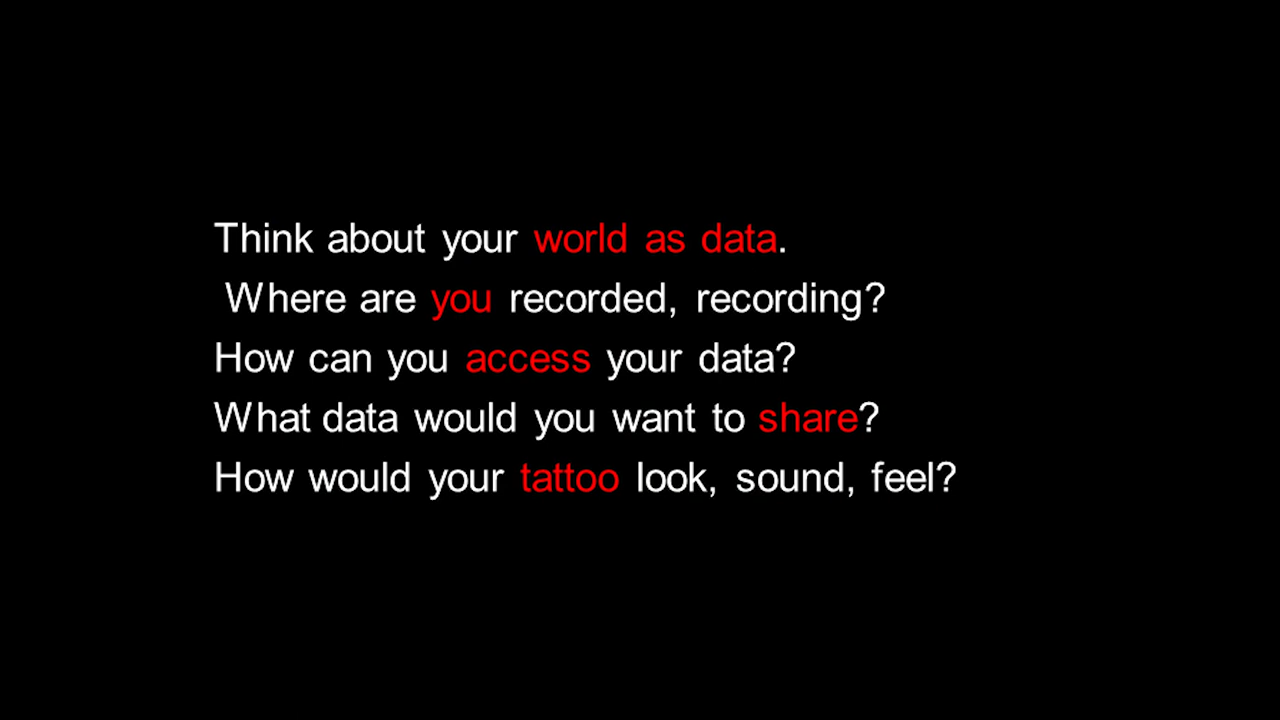 Think about your world as data.
Where are you recorded, recording?
How can you access your data?
What data would you want to share?
How would your tattoo look, sound, feel?